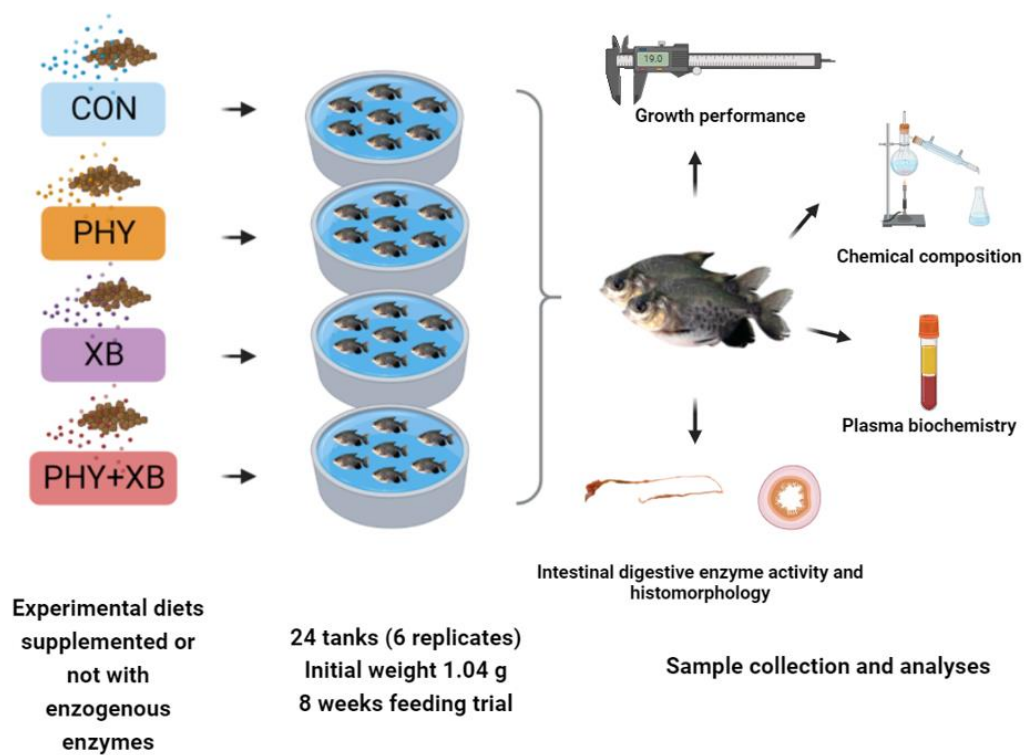 CON
PHY
XB
PHY+XB
19.0
Growth performance
Chemical composition
Plasma biochemistry
Intestinal digestive enzyme activity and
histomorphology
Experimental diets
supplemented or
not with
enzogenous
enzymes
24 tanks (6 replicates)
Initial weight 1.04 g
8 weeks feeding trial
Sample collection and analyses